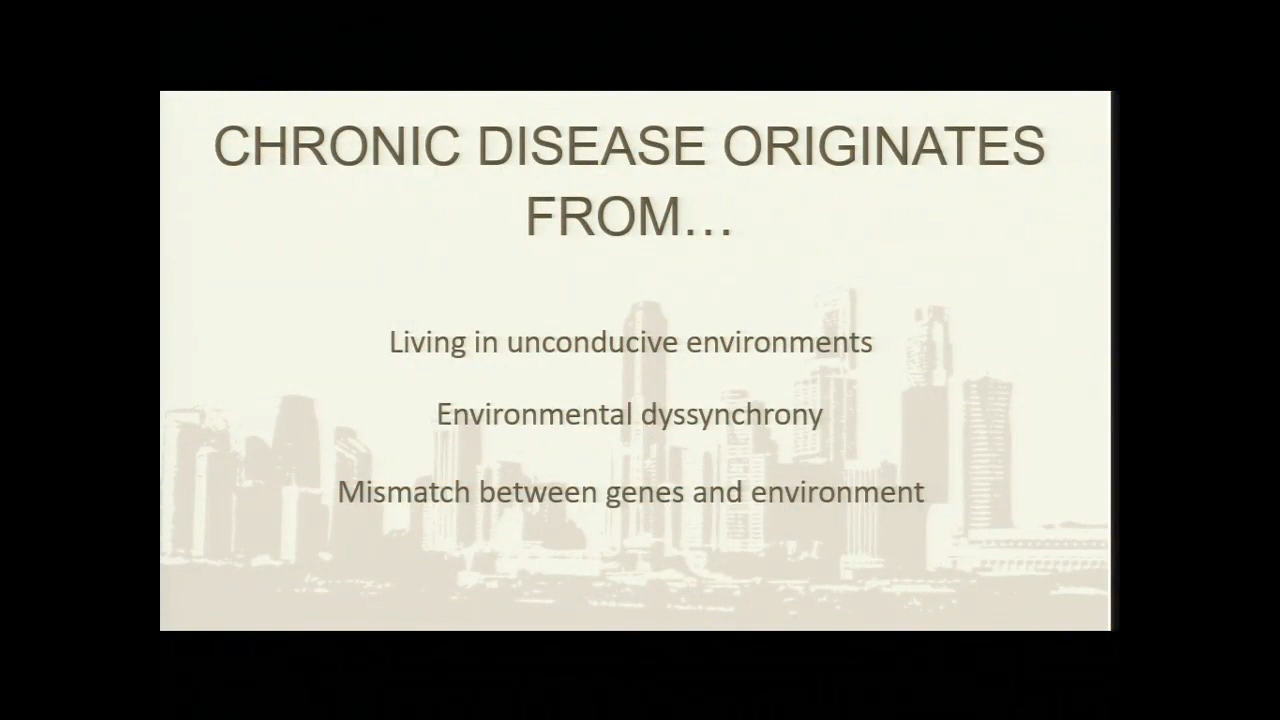 CHRONIC DISEASE ORIGINATES
FROM…
Living in unconducive environments
Environmental dyssynchrony
Mismatch between genes and environment